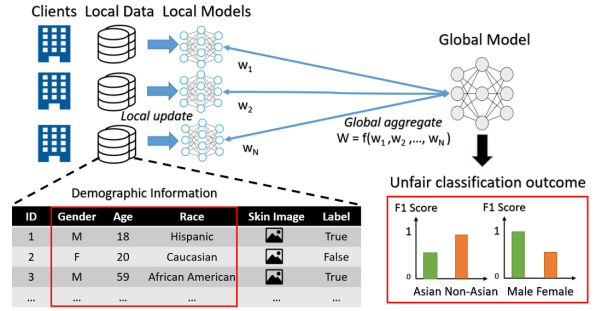 Clients Local Data Local Models
Global Model
w1
w2
Local update
wN
Global aggregate
W = f(w1 ,w2 ,..., wN )
Demographic Information
ID Gender Age Race Skin Image Label
1 M 18 Hispanic True
2 F 20 Caucasian False
3 M 59 African American True
... ... ... ... ... ...
Unfair classification outcome
F1 Score F1 Score
1 1
0 0
Asian Non-Asian Male Female